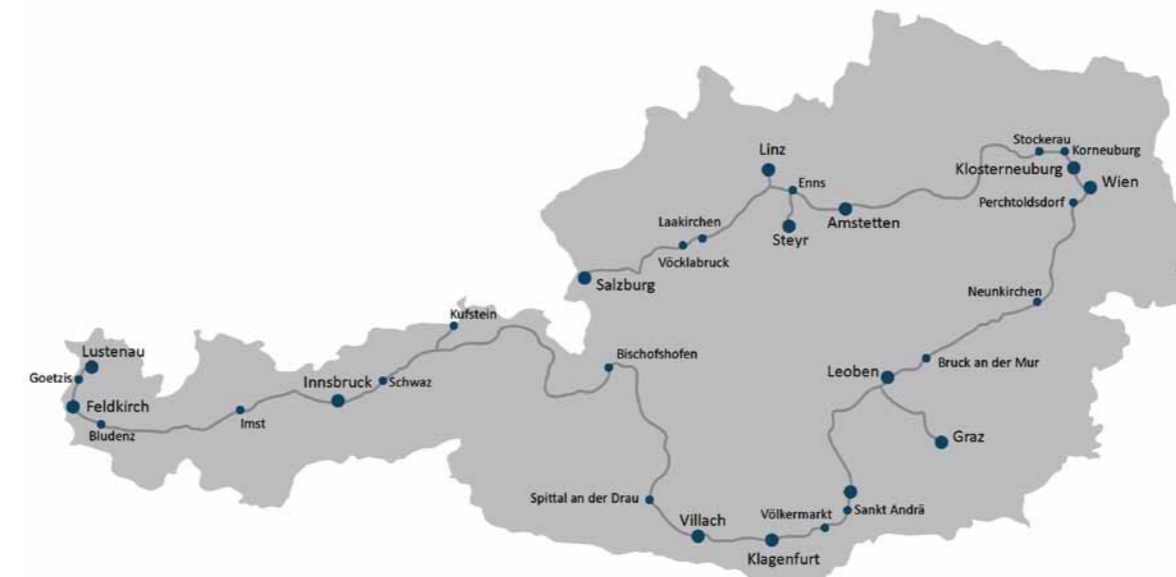 Stockerau
Korneuburg
Linz
Klosterneuburg
Wien
Enns
Perchtoldsdorf
Amstetten
Laakirchen
Steyr
Vöcklabruck
Salzburg
Neunkirchen
Kufstein
Lustenau
Bischofshofen
Bruck an der Mur
Goetzis
Innsbruck
Schwaz
Leoben
Feldkirch
Imst
Bludenz
Graz
Spittal an der Drau
Villach
Völkermarkt
Sankt Andrä
Klagenfurt